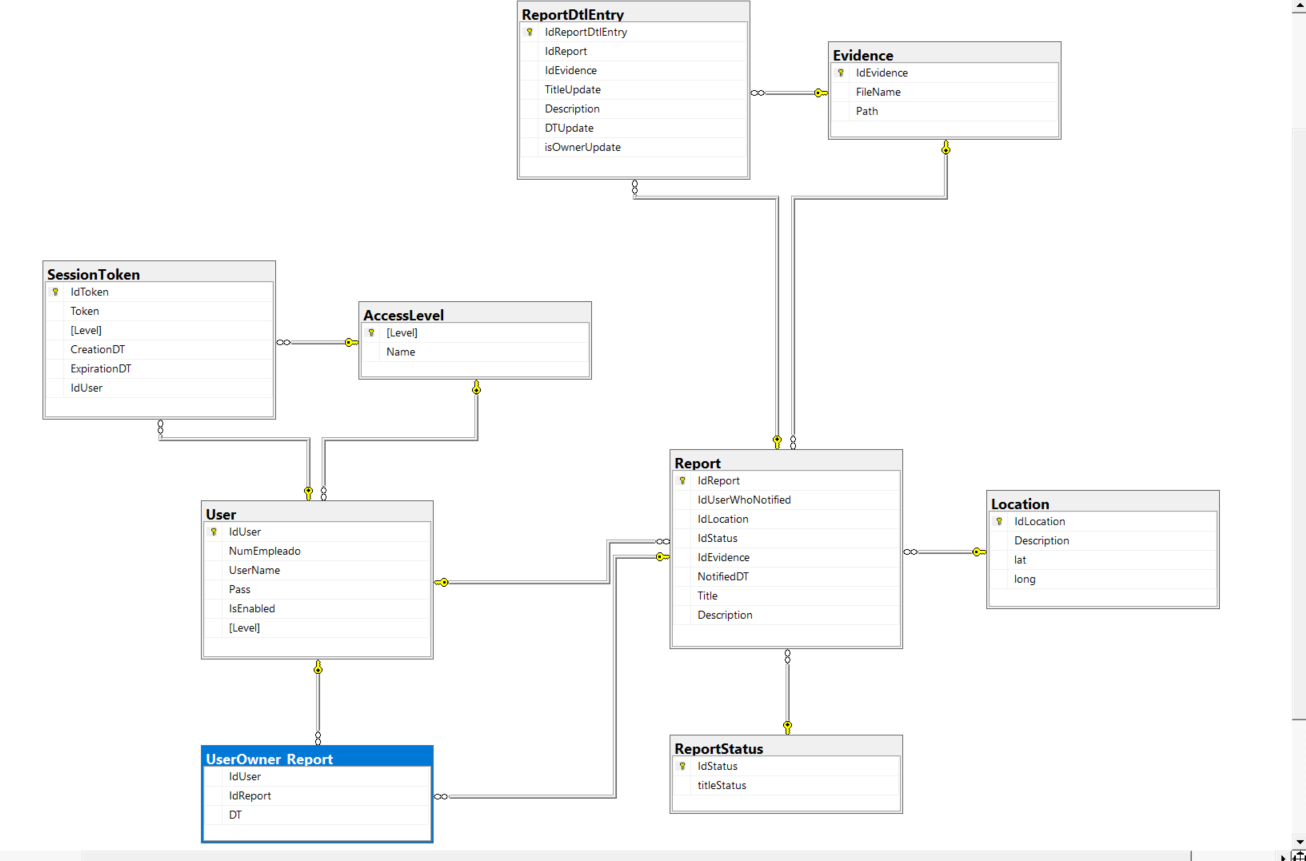 ReportDtlEntry
IdReportDtlEntry
IdReport
IdEvidence
TitleUpdate
Description
DTUpdate
isOwnerUpdate
Evidence
IdEvidence
FileName
Path
SessionToken
IdToken
Token
[Level]
CreationDT
ExpirationDT
IdUser
AccessLevel
[Level]
Name
User
IdUser
NumEmpleado
UserName
Pass
IsEnabled
[Level]
Report
IdReport
IdUserWhoNotified
IdLocation
IdStatus
IdEvidence
NotifiedDT
Title
Description
Location
IdLocation
Description
lat
long
UserOwner_Report
IdUser
IdReport
DT
ReportStatus
IdStatus
titleStatus